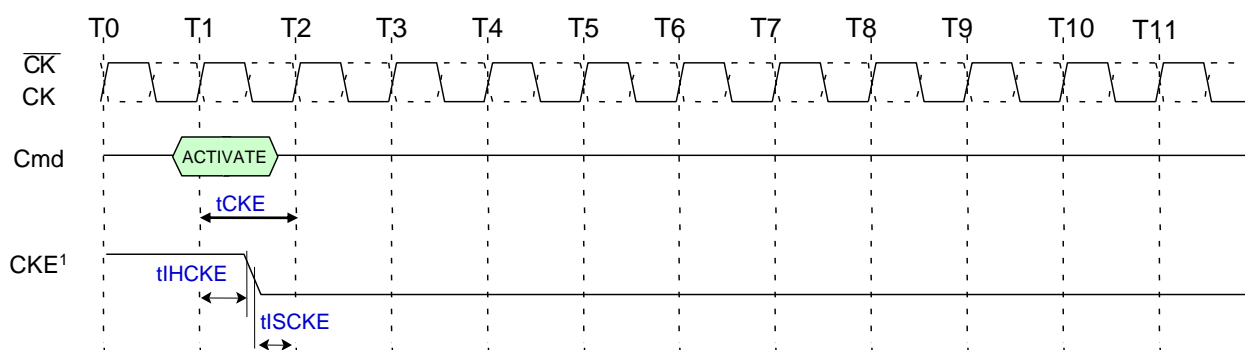 T0 T1 T2 T3 T4 T5 T6 T7 T8 T9 T10 T11
CK
CK
Cmd ACTIVATE
tCKE
CKE¹
tIHCKE
tISCKE